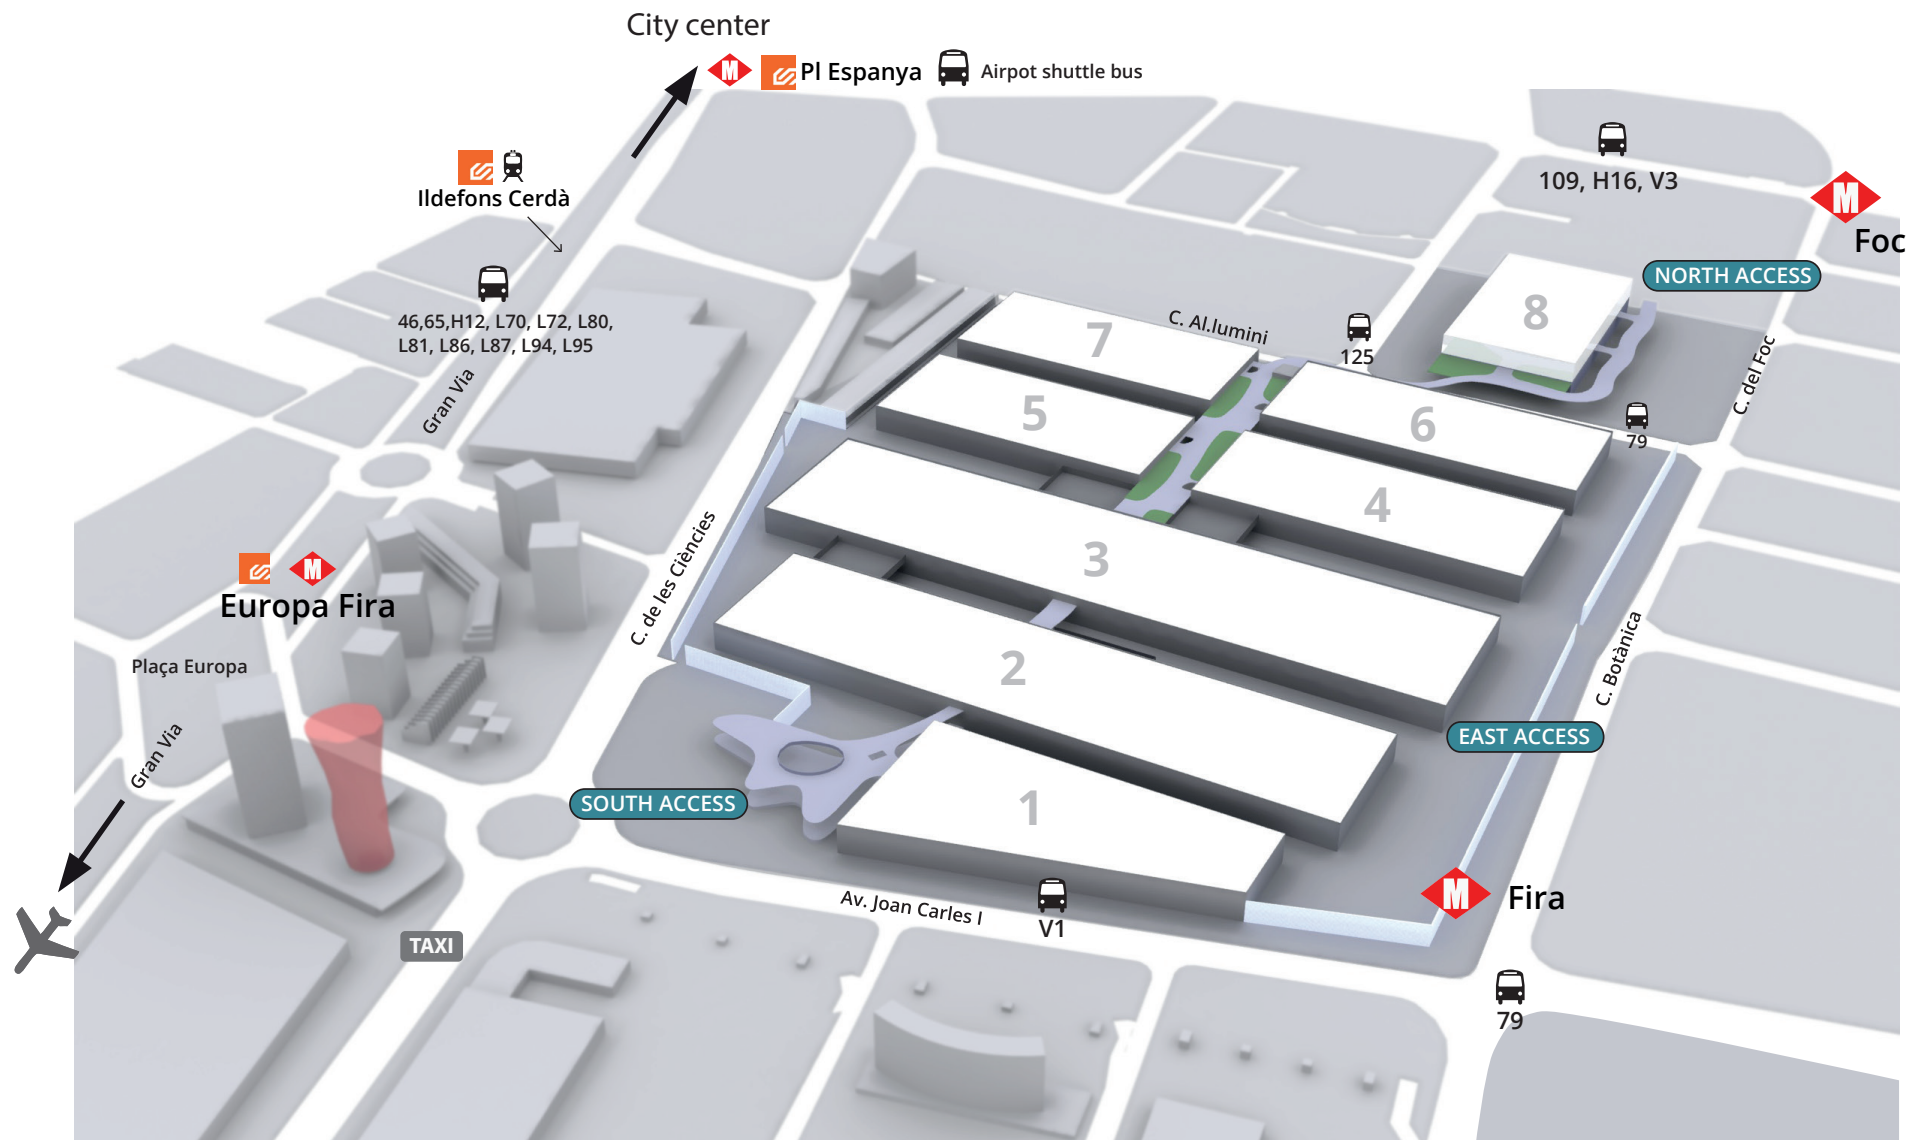 City center
M
Pl Espanya
Airpot shuttle bus
Ildefons Cerdà
109, H16, V3
M
Foc
NORTH ACCESS
46,65,H12, L70, L72, L80,
L81, L86, L87, L94, L95
Gran Via
C. Al.lumini
125
8
7
5
6
4
79
C. del Foc
3
2
1
C. de les Ciències
M
Europa Fira
Plaça Europa
Gran Via
C. Botànica
EAST ACCESS
SOUTH ACCESS
Av. Joan Carles I
V1
M
Fira
TAXI
79